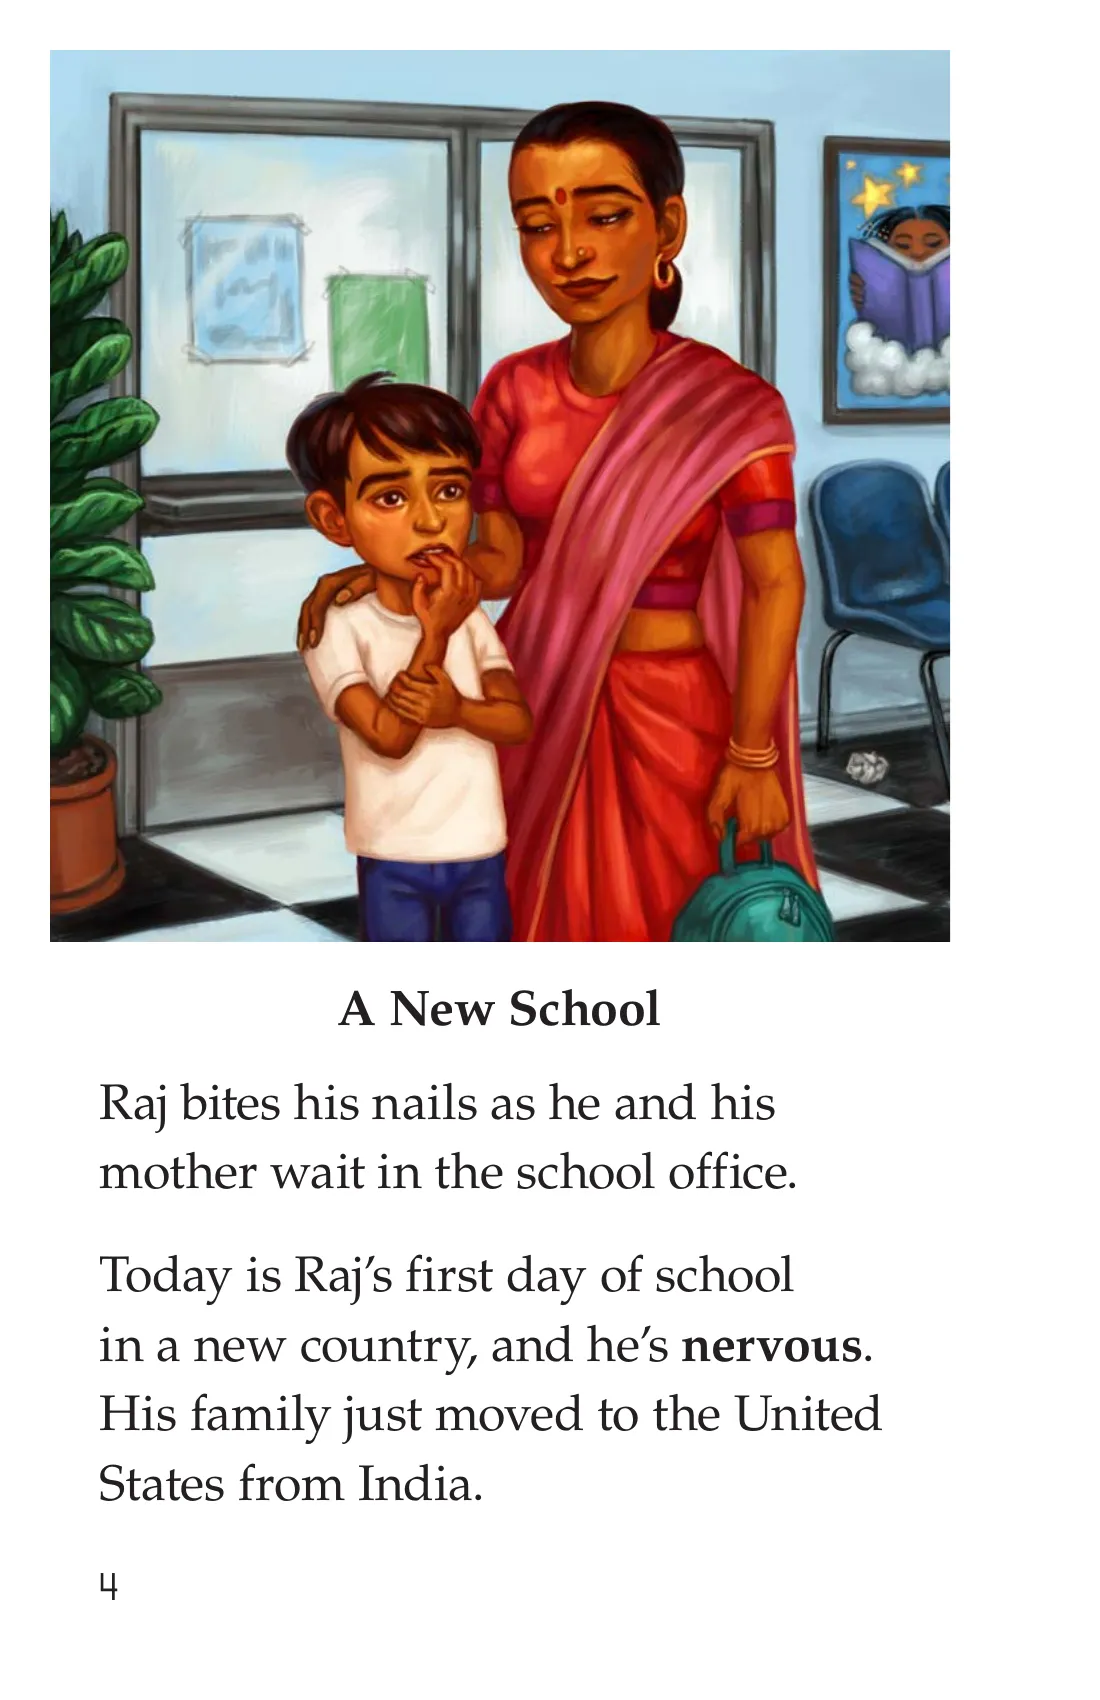 A New School
Raj bites his nails as he and his
mother wait in the school office.
Today is Raj’s first day of school
in a new country, and he’s nervous.
His family just moved to the United
States from India.
4